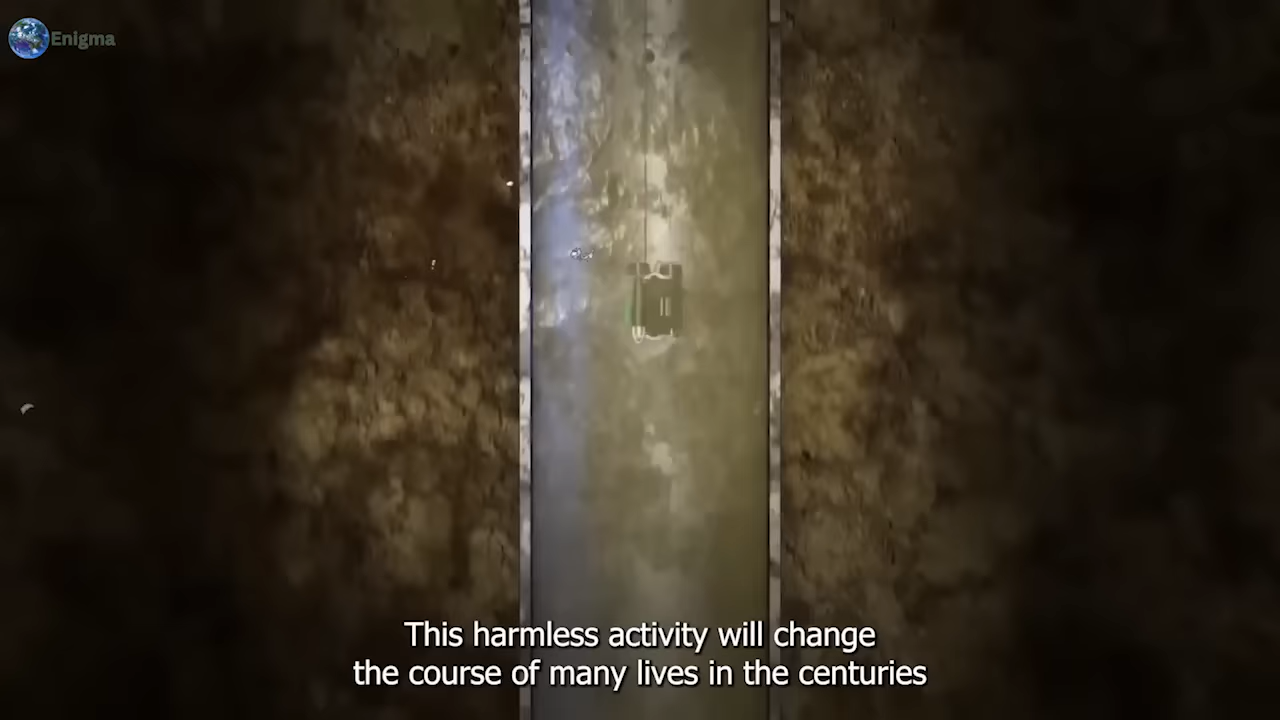 Enigma
This harmless activity will change
the course of many lives in the centuries